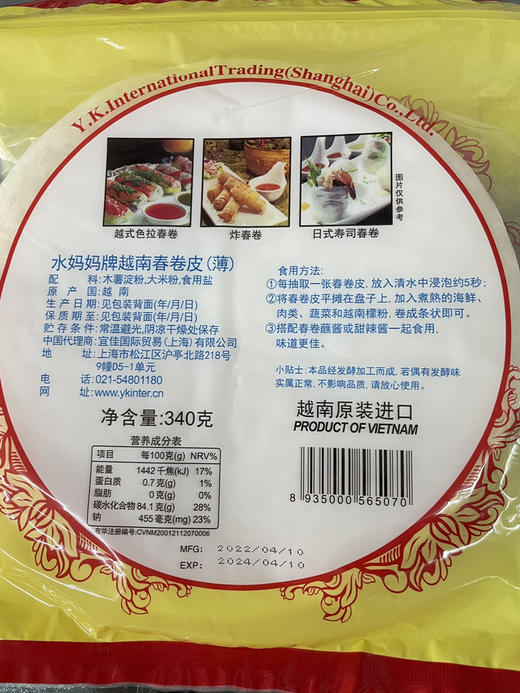 Y.K.InternationalTrading(Shanghai)Co.,Ltd.
越式色拉春卷
炸春卷
日式寿司春卷
图片仅供参考
水妈妈牌越南春卷皮(薄)
配 料:木薯淀粉,大米粉,食用盐
原 产 国:越 南
生 产 日 期:见包装背面(年/月/日)
保 质 期 至:见包装背面(年/月/日)
贮 存 条 件:常温避光,阴凉干燥处保存
中国代理商:宜佳国际贸易(上海)有限公司
地 址:上海市松江区沪亭北路218号
9幢D5-1单元
电 话:021-54801180
网 址:www.ykinter.cn
食用方法:
①每抽取一张春卷皮,放入清水中浸泡约5秒;
②将春卷皮平摊在盘子上,加入煮熟的海鲜、
肉类、蔬菜和越南檬粉,卷成条状即可。
③搭配春卷蘸酱或甜辣酱一起食用,
味道更佳。
小贴士:本品经发酵加工而成,若偶有发酵味
实属正常,不影响品质,请放心使用。
净含量:340克
越南原装进口
PRODUCT OF VIETNAM
营养成分表
项目 每100克(g) NRV%
能量 1442 千焦(kJ) 17%
蛋白质 0.7克(g) 1%
脂肪 0克(g) 0%
碳水化合物 84.1克(g) 28%
钠 455 毫克(mg) 23%
在华注册编号:CVNM20012112070006
8 935000 565070
MFG: 2022/04/10
EXP: 2024/04/10